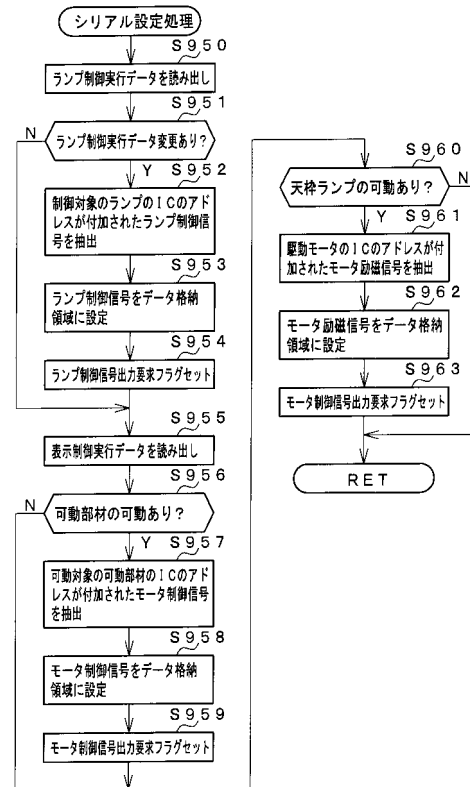 シリアル設定処理
S950
ランプ制御実行データを読み出し
S951
N
ランプ制御実行データ変更あり？
Y
S952
制御対象のランプのＩＣのアド
レスが付加されたランプ制御信
号を抽出
S953
ランプ制御信号をデータ格納
領域に設定
S954
ランプ制御信号出力要求フラグセット
S955
表示制御実行データを読み出し
S956
N
可動部材の可動あり？
Y
S957
可動対象の可動部材のＩＣのアド
レスが付加されたモータ制御信号
を抽出
S958
モータ制御信号をデータ格納
領域に設定
S959
モータ制御信号出力要求フラグセット
S960
天枠ランプの可動あり？
N
Y
S961
駆動モータのＩＣのアドレスが付
加されたモータ励磁信号を抽出
S962
モータ励磁信号をデータ格納
領域に設定
S963
モータ制御信号出力要求フラグセット
RET